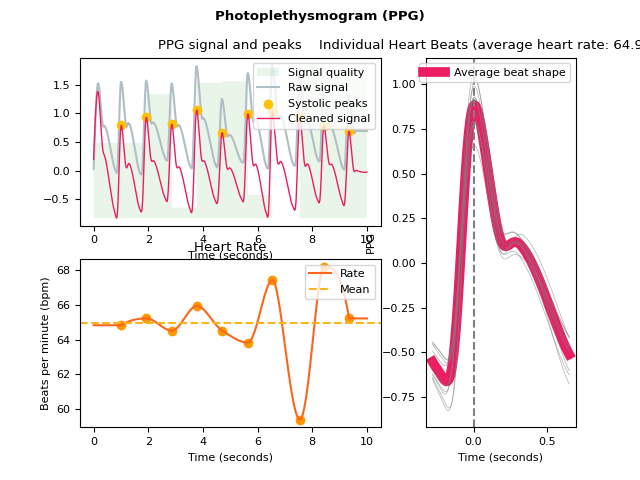 Photoplethysmogram (PPG)
PPG signal and peaks
Individual Heart Beats (average heart rate: 64.9
Signal quality
Raw signal
Systolic peaks
Cleaned signal
1.5
1.0
0.5
0.0
−0.5
0 2 4 6 8 10
Time (seconds)
Heart Rate
Rate
Mean
Beats per minute (bpm)
68
66
64
62
60
0 2 4 6 8 10
Time (seconds)
Average beat shape
PPG
1.00
0.75
0.50
0.25
0.00
−0.25
−0.50
−0.75
0.0 0.5
Time (seconds)